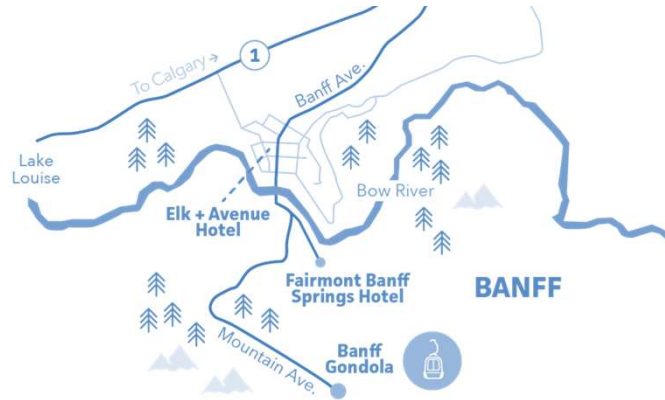 To Calgary →
1
Banff Ave.
Lake
Louise
Bow River
Elk + Avenue
Hotel
Fairmont Banff
Springs Hotel
BANFF
Mountain Ave.
Banff
Gondola